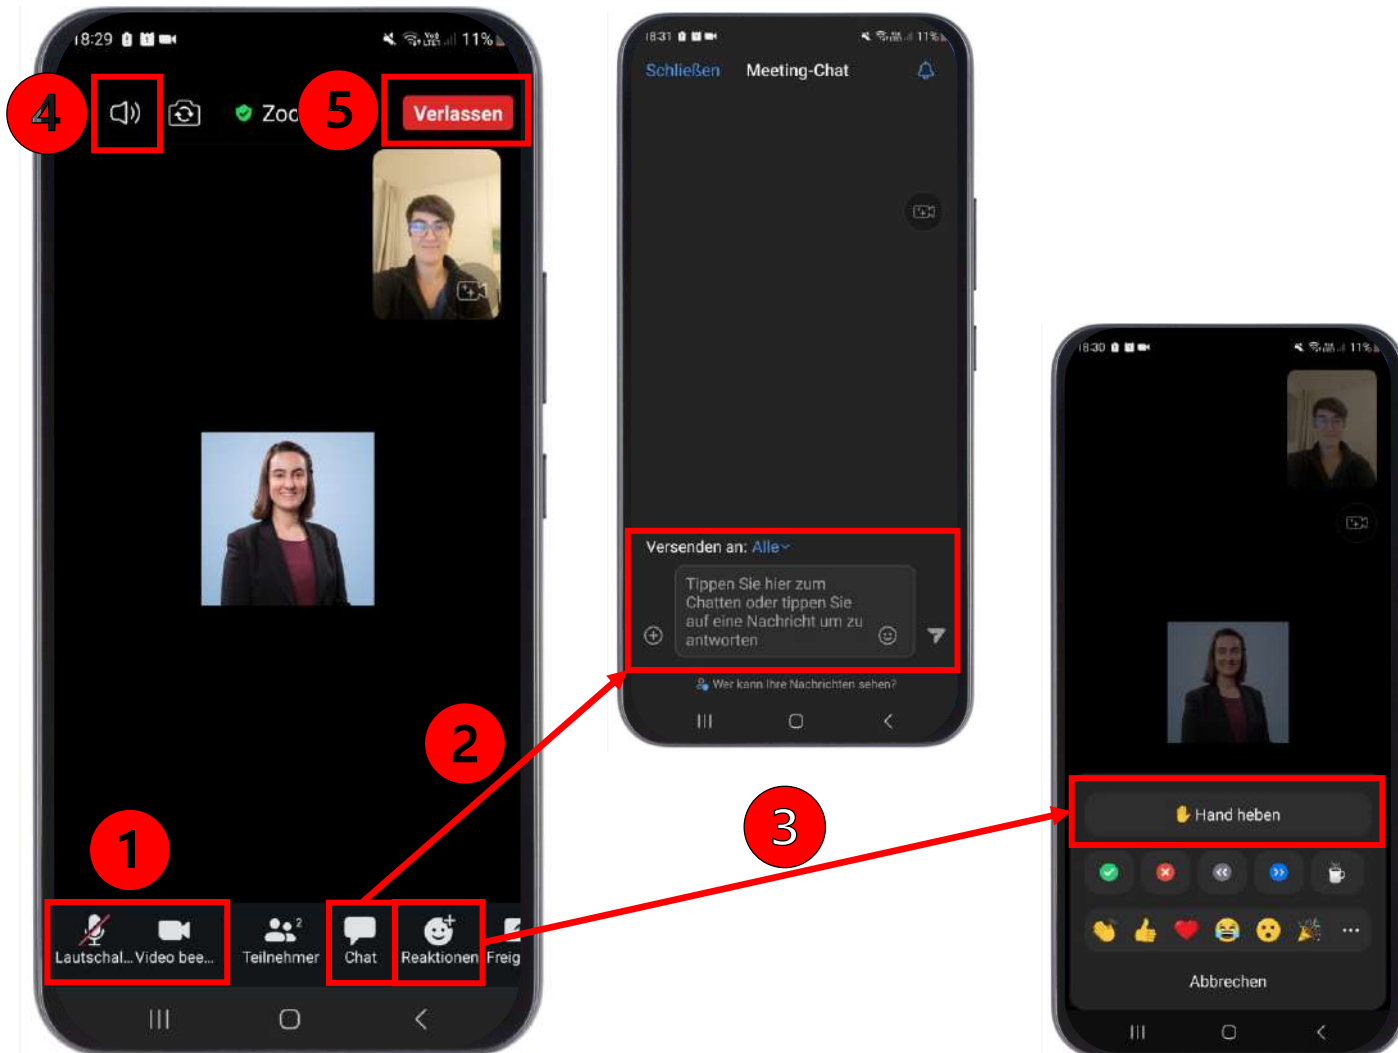 18:29
11%
4
Zoo
5
Verlassen
1
Lautschal...
Video bee...
2
Teilnehmer
Chat
Reaktionen
Freig
18:31
11%
Schließen
Meeting-Chat
Versenden an: Alle
Tippen Sie hier zum
Chatten oder tippen Sie
auf eine Nachricht um zu
antworten
Wer kann Ihre Nachrichten sehen?
2
3
18:30
11%
Hand heben
Abbrechen